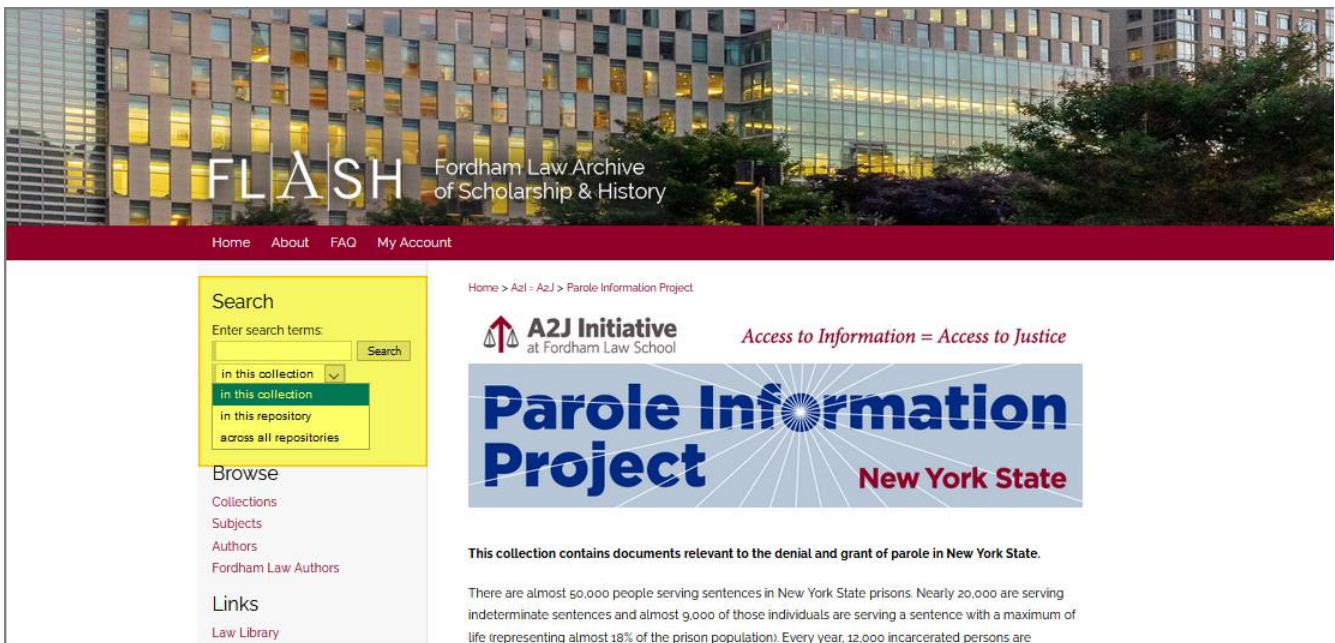 FLASH Fordham Law Archive
of Scholarship & History
Home About FAQ My Account
Search
Enter search terms:
Search
in this collection
in this collection
in this repository
across all repositories
Browse
Collections
Subjects
Authors
Fordham Law Authors
Links
Law Library
Home > A2I = A2J > Parole Information Project
A2J Initiative
at Fordham Law School
Access to Information = Access to Justice
Parole Information
Project
New York State
This collection contains documents relevant to the denial and grant of parole in New York State.
There are almost 50,000 people serving sentences in New York State prisons. Nearly 20,000 are serving
indeterminate sentences and almost 9,000 of those individuals are serving a sentence with a maximum of
life (representing almost 18% of the prison population). Every year, 12,000 incarcerated persons are